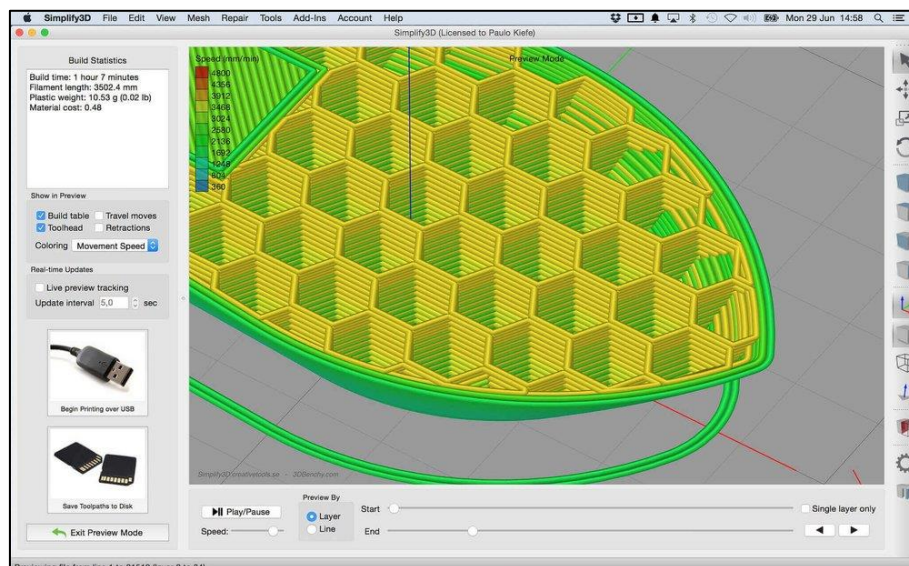 Simplify3D File Edit View Mesh Repair Tools Add-Ins Account Help Mon 29 Jun 14:58
Simplify3D (Licensed to Paulo Kiefe)
Build Statistics
Build time: 1 hour 7 minutes
Filament length: 3502.4 mm
Plastic weight: 10.53 g (0.02 lb)
Material cost: 0.48
Show in Preview
Build table Travel moves
Toolhead Retractions
Coloring Movement Speed
Real-time Updates
Live preview tracking
Update interval 5,0 sec
Begin Printing over USB
Save Toolpaths to Disk
Exit Preview Mode
Speed (mm/min)
Preview Mode
4800
4356
3912
3468
3024
2580
2136
1692
1248
804
360
Simplify3D/creativetools.se - 3DBenchy.com
Play/Pause
Speed:
Preview By
Layer
Line
Start
End
Single layer only